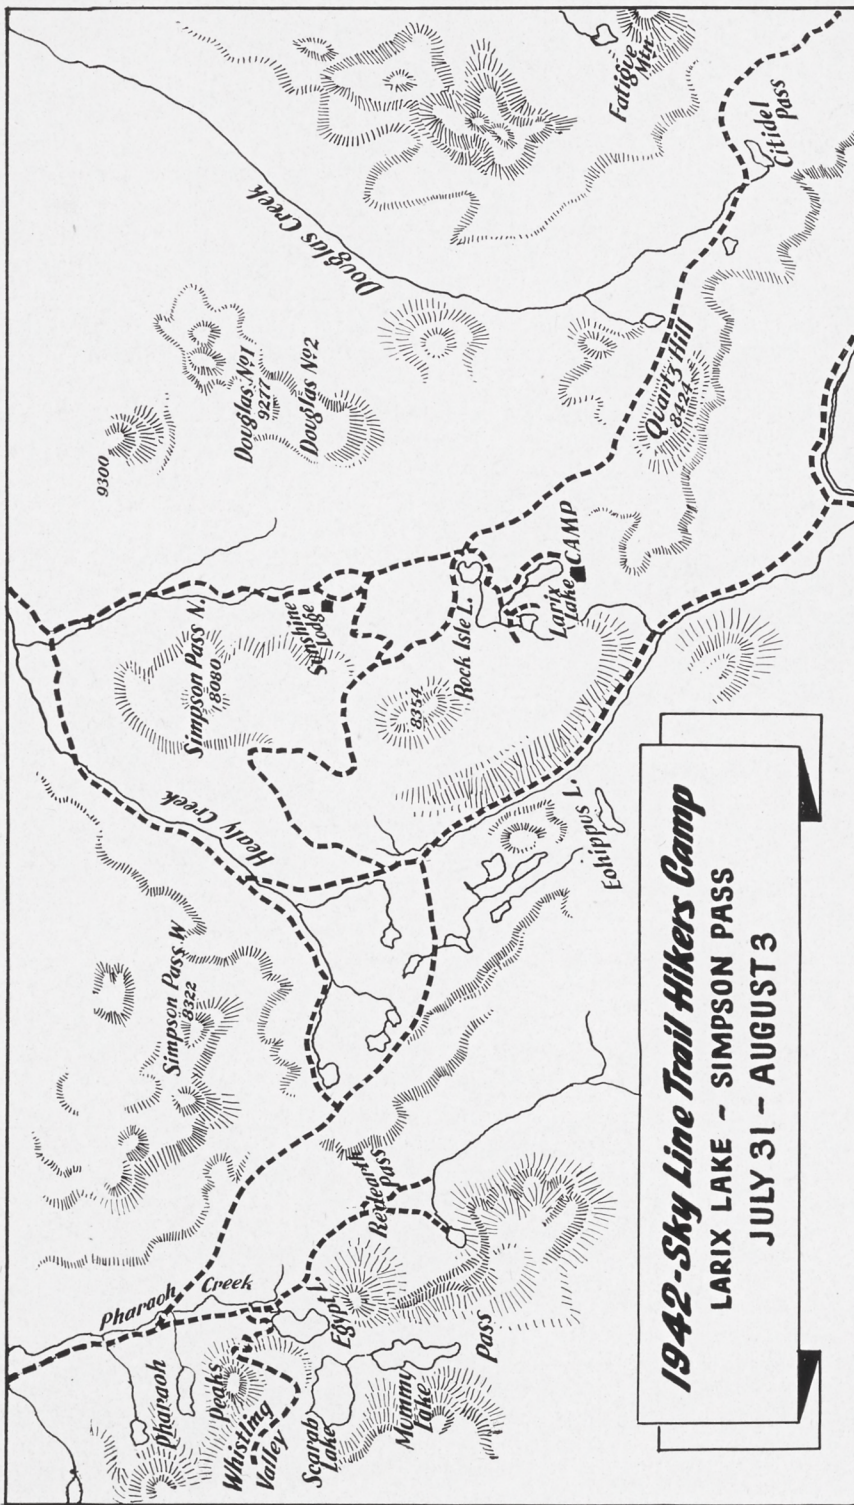 Fatigue
Mtn.
Citidel
Pass
Douglas Creek
Douglas Nº1
9277
Douglas Nº2
9300
Quartz Hill
8424
Sunshine
Lodge
Rock Isle L.
Larix
Lake
CAMP
Simpson Pass N.
8080
8354
Healy Creek
Eohippus L.
Simpson Pass W
8322
Redearth
Pass
Pharaoh Creek
Egypt L.
Pharaoh
Peaks
Whistling
Valley
Scarab
Lake
Mummy
Lake
Pass
1942-Sky Line Trail Hikers Camp
LARIX LAKE - SIMPSON PASS
JULY 31 - AUGUST 3